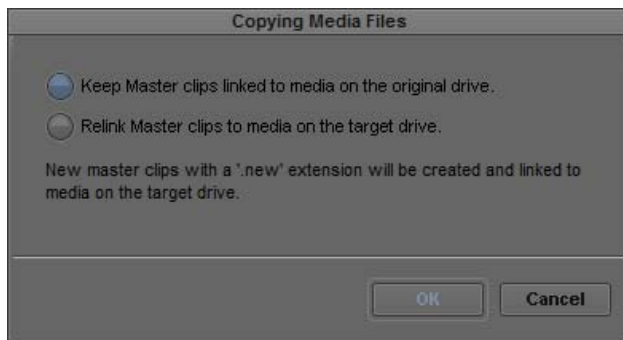 Copying Media Files
Keep Master clips linked to media on the original drive.
Relink Master clips to media on the target drive.
New master clips with a '.new' extension will be created and linked to
media on the target drive.
OK
Cancel